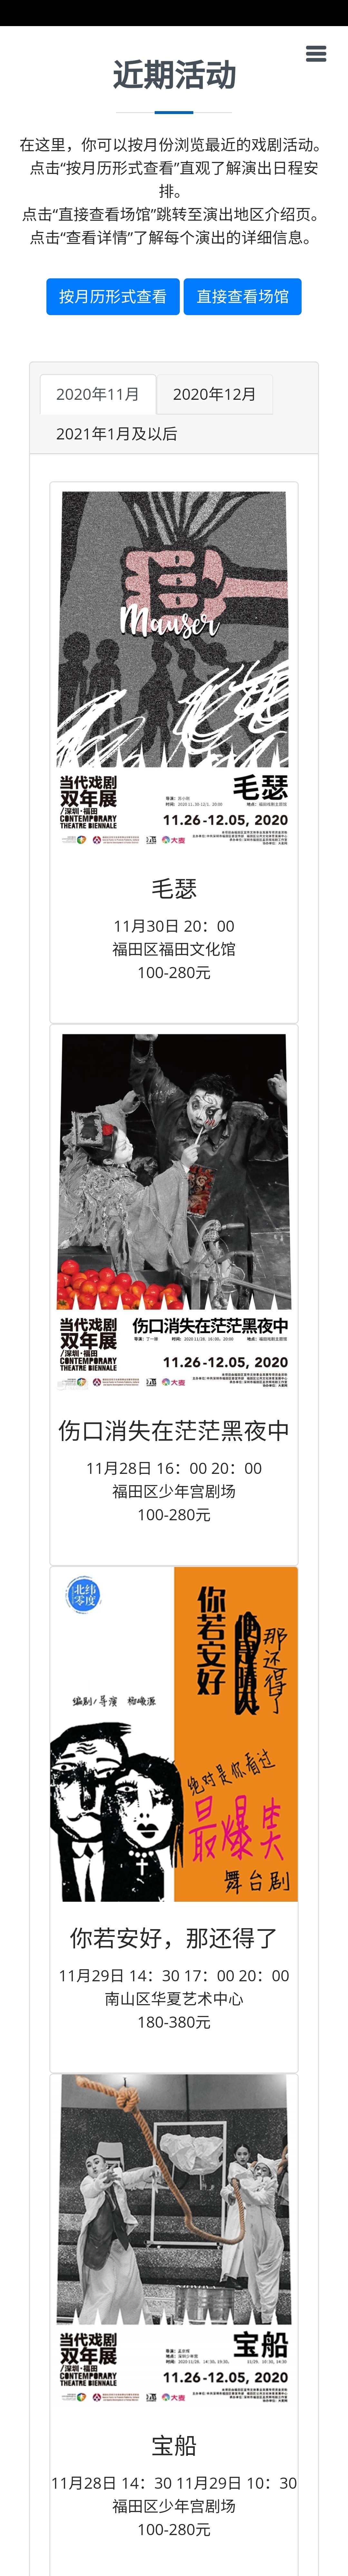 近期活动
在这里，你可以按月份浏览最近的戏剧活动。
点击“按月历形式查看”直观了解演出日程安
排。
点击“直接查看场馆”跳转至演出地区介绍页。
点击“查看详情”了解每个演出的详细信息。
按月历形式查看
直接查看场馆
2020年11月
2020年12月
2021年1月及以后
Mauser
当代戏剧
双年展
/深圳·福田
CONTEMPORARY
THEATRE BIENNALE
毛瑟
11.26-12.05, 2020
大麦
毛瑟
11月30日 20：00
福田区福田文化馆
100-280元
当代戏剧
双年展
/深圳·福田
CONTEMPORARY
THEATRE BIENNALE
伤口消失在茫茫黑夜中
11.26-12.05, 2020
大麦
伤口消失在茫茫黑夜中
11月28日 16：00 20：00
福田区少年宫剧场
100-280元
北纬
零度
你若安好
那还得了
编剧/导演
绝对是你看过
最爆笑
舞台剧
你若安好，那还得了
11月29日 14：30 17：00 20：00
南山区华夏艺术中心
180-380元
当代戏剧
双年展
/深圳·福田
CONTEMPORARY
THEATRE BIENNALE
宝船
11.26-12.05, 2020
大麦
宝船
11月28日 14：30 11月29日 10：30
福田区少年宫剧场
100-280元